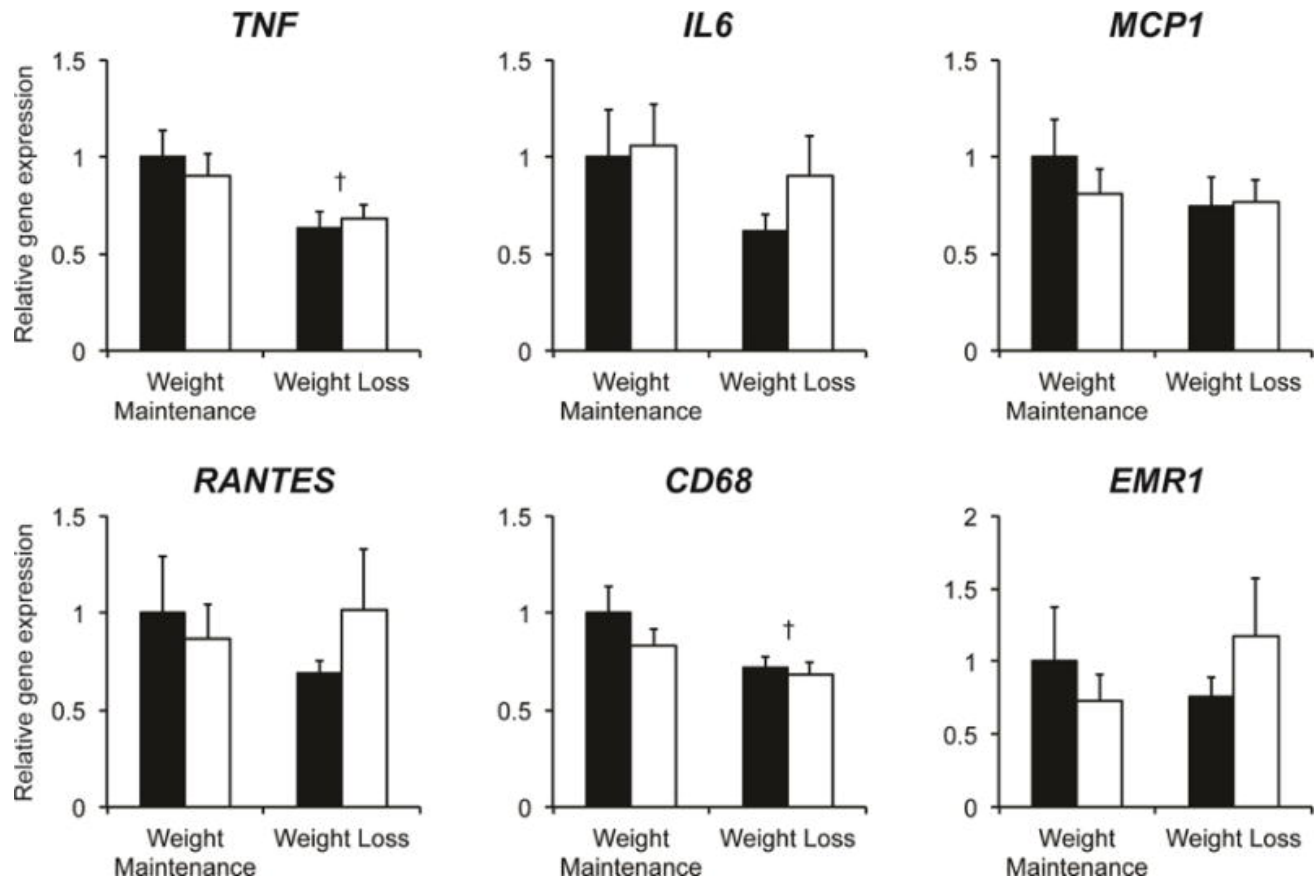 TNF
IL6
MCP1
Relative gene expression
1.5
1
0.5
0
†
Weight
Maintenance
Weight Loss
1.5
1
0.5
0
Weight
Maintenance
Weight Loss
1.5
1
0.5
0
Weight
Maintenance
Weight Loss
RANTES
CD68
EMR1
Relative gene expression
1.5
1
0.5
0
Weight
Maintenance
Weight Loss
1.5
1
0.5
0
†
Weight
Maintenance
Weight Loss
2
1.5
1
0.5
0
Weight
Maintenance
Weight Loss